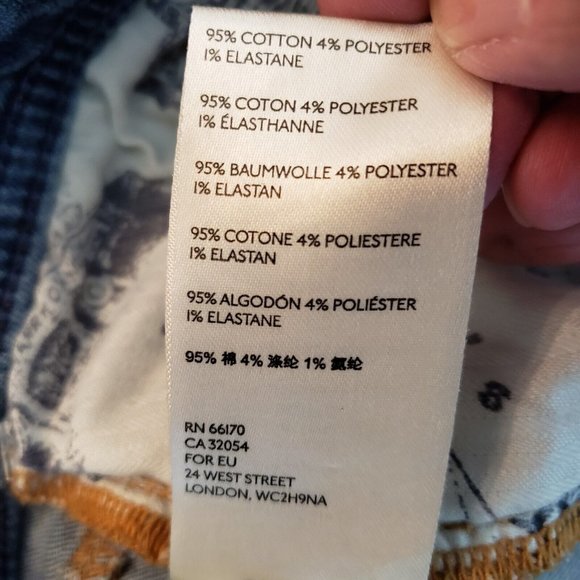 95% COTTON 4% POLYESTER
1% ELASTANE
95% COTON 4% POLYESTER
1% ÉLASTHANNE
95% BAUMWOLLE 4% POLYESTER
1% ELASTAN
95% COTONE 4% POLIESTERE
1% ELASTAN
95% ALGODÓN 4% POLIÉSTER
1% ELASTANE
95% 棉 4% 涤纶 1% 氨纶
RN 66170
CA 32054
FOR EU
24 WEST STREET
LONDON, WC2H9NA